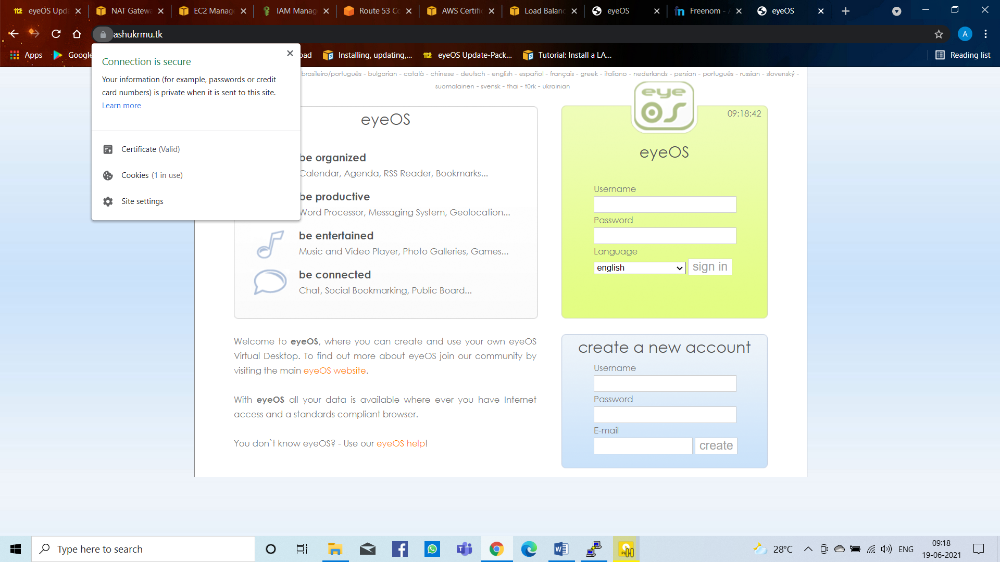 eyeOS Upda
NAT Gatewa
EC2 Manag
IAM Manag
Route 53 Co
AWS Certific
Load Balanc
eyeOS
Freenom - A
eyeOS
ashukrmu.tk
A
Apps
Google
oad
Installing, updating,...
eyeOS Update-Pack...
Tutorial: Install a LA...
Reading list
Connection is secure
Your information (for example, passwords or credit
card numbers) is private when it is sent to this site.
Learn more
Certificate (Valid)
Cookies (1 in use)
Site settings
brasileiro/português - bulgarian - català - chinese - deutsch - english - español - français - greek - italiano - nederlands - persian - português - russian - slovenský -
suomalainen - svensk - thai - türk - ukrainian
eyeOS
be organized
Calendar, Agenda, RSS Reader, Bookmarks...
be productive
Word Processor, Messaging System, Geolocation...
be entertained
Music and Video Player, Photo Galleries, Games...
be connected
Chat, Social Bookmarking, Public Board...
eye
OS
09:18:42
eyeOS
Username
Password
Language
english
sign in
Welcome to eyeOS, where you can create and use your own eyeOS
Virtual Desktop. To find out more about eyeOS join our community by
visiting the main eyeOS website.
With eyeOS all your data is available where ever you have Internet
access and a standards compliant browser.
You don`t know eyeOS? - Use our eyeOS help!
create a new account
Username
Password
E-mail
create
Type here to search
28°C
ENG
09:18
19-06-2021